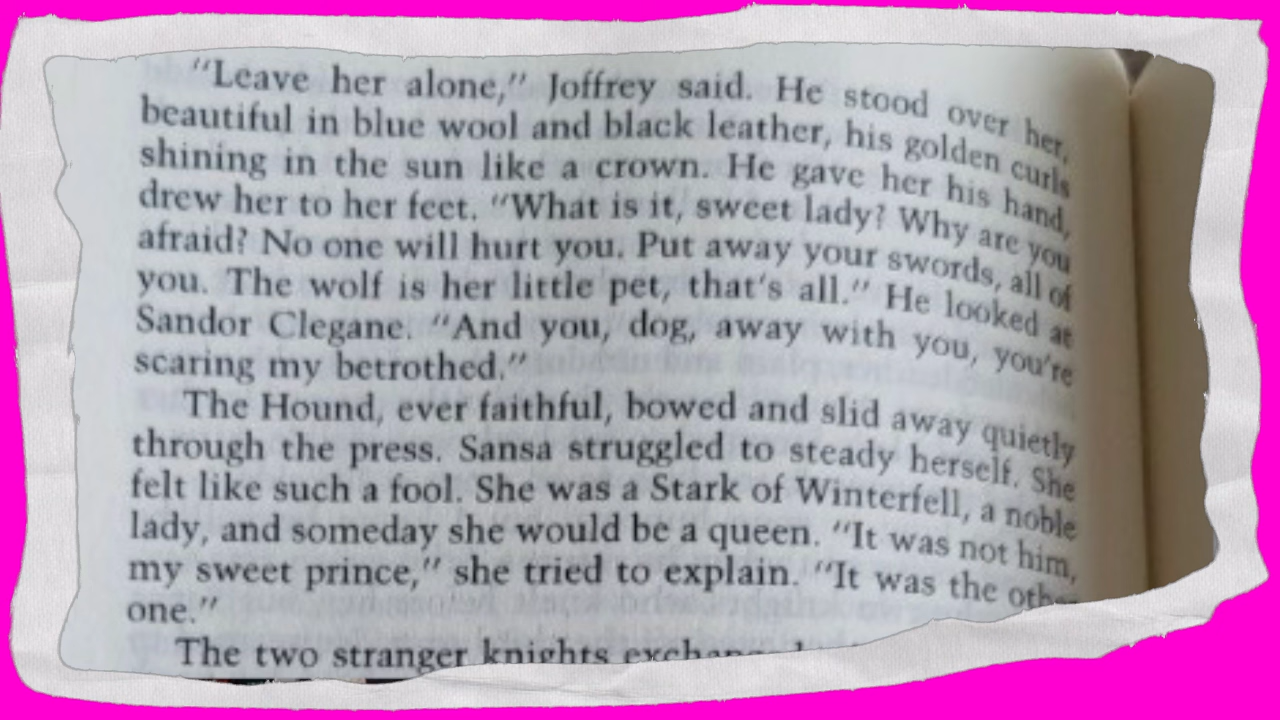 "Leave her alone," Joffrey said. He stood over her,
beautiful in blue wool and black leather, his golden curls
shining in the sun like a crown. He gave her his hand,
drew her to her feet. "What is it, sweet lady? Why are you
afraid? No one will hurt you. Put away your swords, all of
you. The wolf is her little pet, that's all." He looked at
Sandor Clegane. "And you, dog, away with you, you're
scaring my betrothed."
The Hound, ever faithful, bowed and slid away quietly
through the press. Sansa struggled to steady herself. She
felt like such a fool. She was a Stark of Winterfell, a noble
lady, and someday she would be a queen. "It was not him,
my sweet prince," she tried to explain. "It was the other
one."
The two stranger knights exchanged